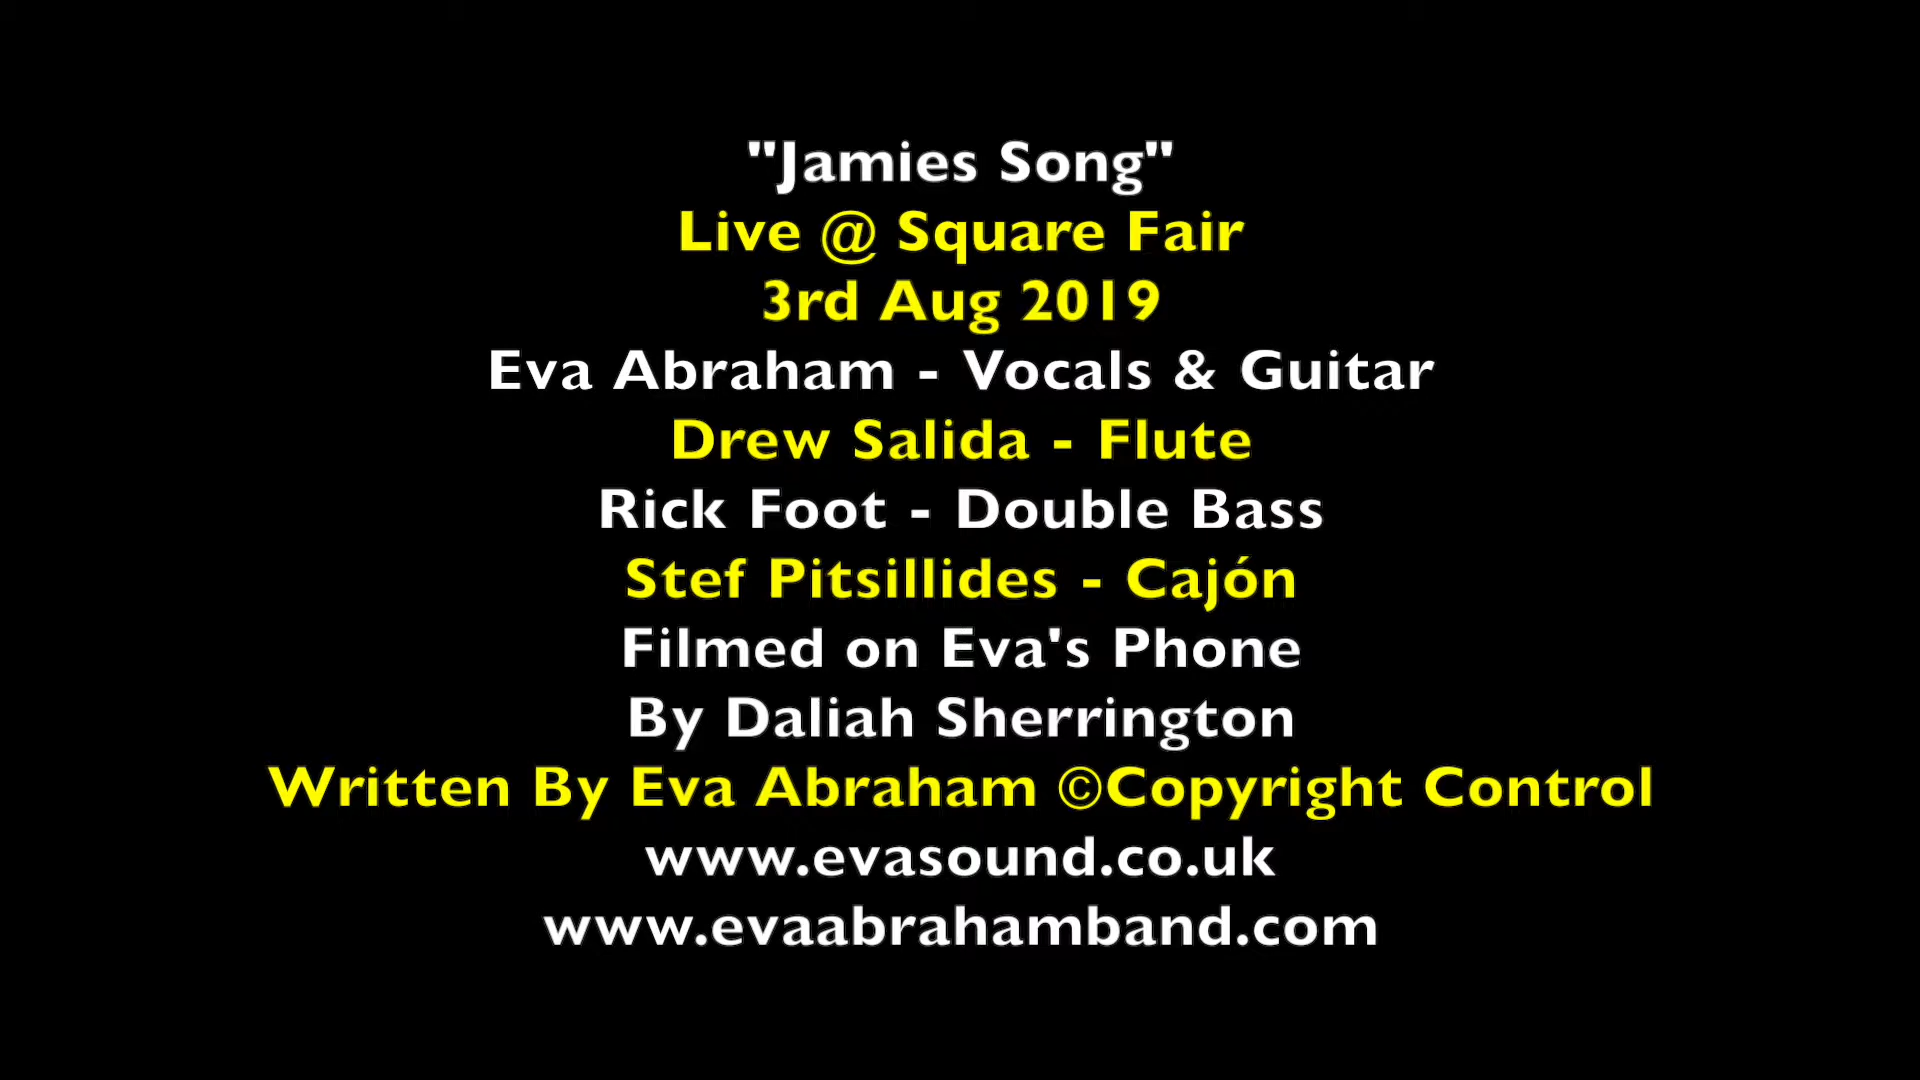 "Jamies Song"
Live @ Square Fair
3rd Aug 2019
Eva Abraham - Vocals & Guitar
Drew Salida - Flute
Rick Foot - Double Bass
Stef Pitsillides - Cajón
Filmed on Eva's Phone
By Daliah Sherrington
Written By Eva Abraham ©Copyright Control
www.evasound.co.uk
www.evaabrahamband.com